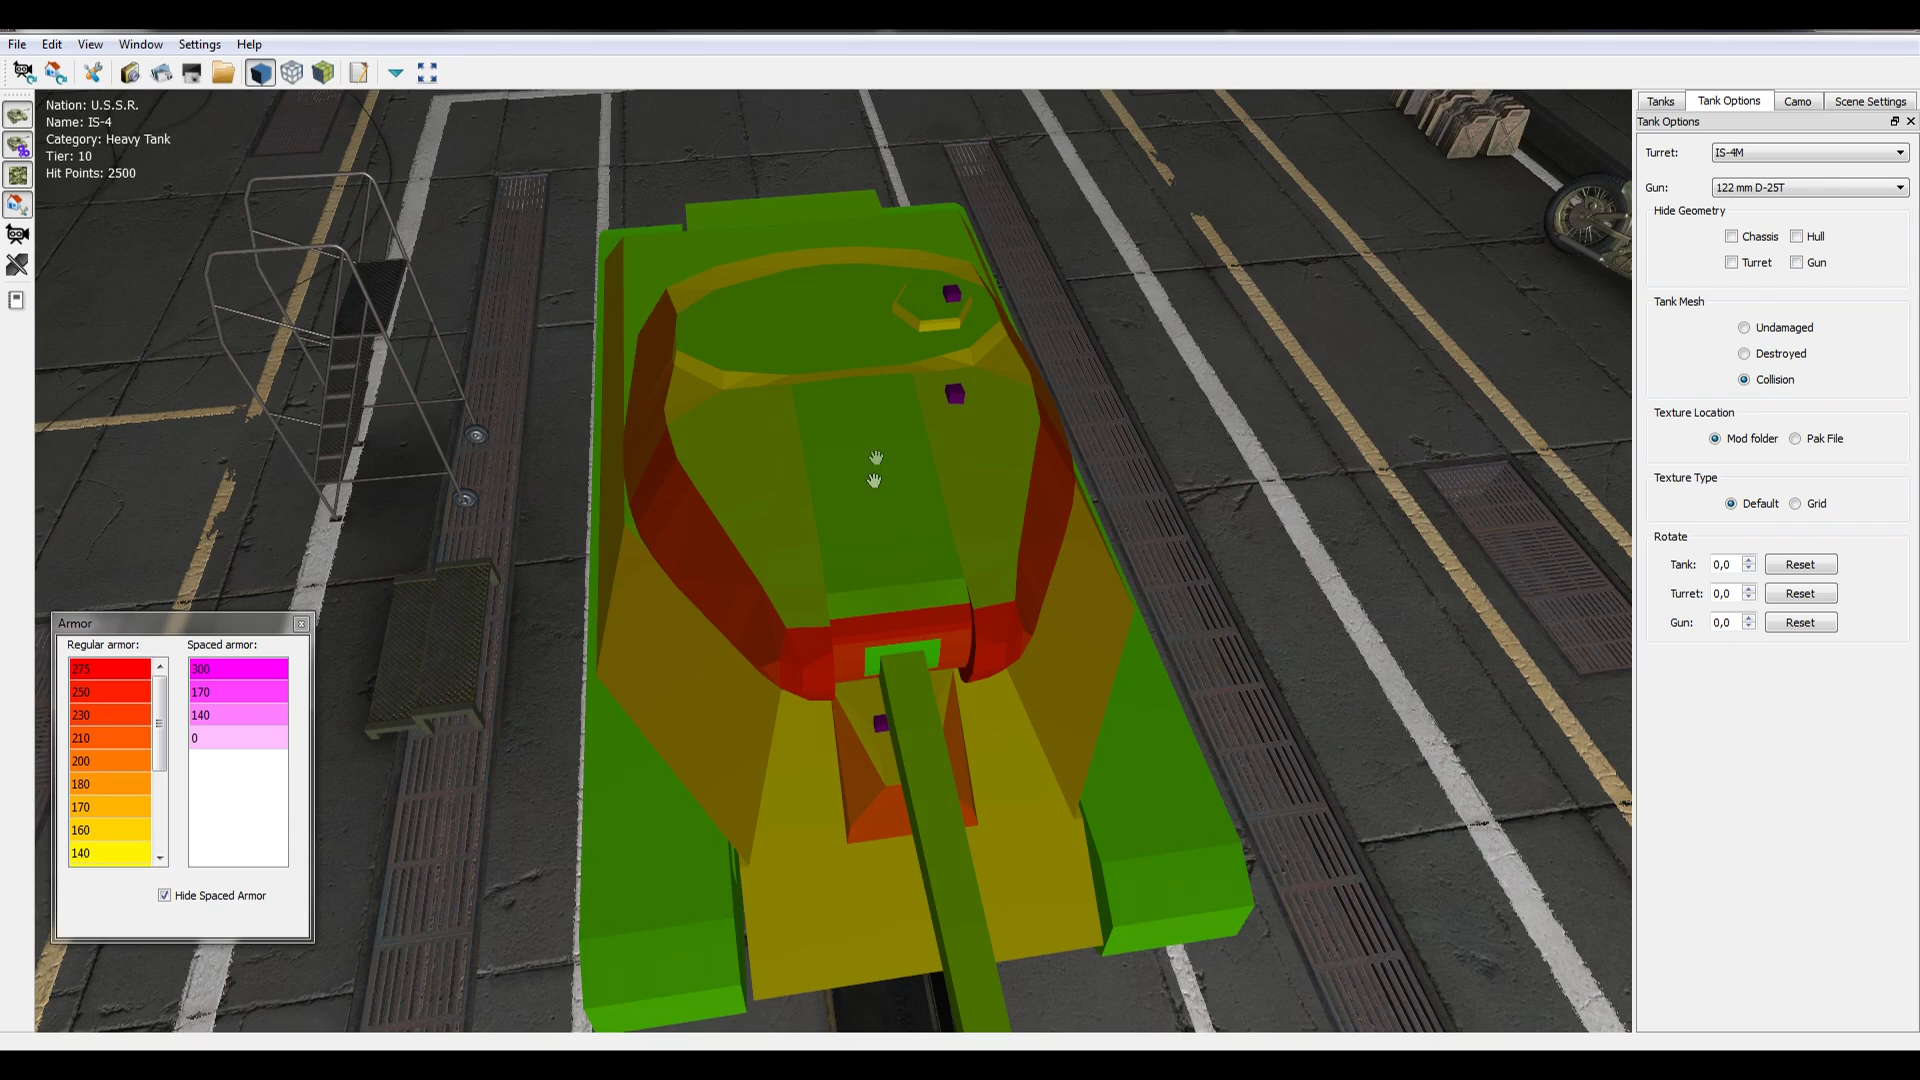 File Edit View Window Settings Help
Nation: U.S.S.R.
Name: IS-4
Category: Heavy Tank
Tier: 10
Hit Points: 2500
Armor
Regular armor: Spaced armor:
275 300
250 170
230 140
210 0
200
180
170
160
140
Hide Spaced Armor
Tanks Tank Options Camo Scene Settings
Tank Options
Turret: IS-4M
Gun: 122 mm D-25T
Hide Geometry
Chassis Hull
Turret Gun
Tank Mesh
Undamaged
Destroyed
Collision
Texture Location
Mod folder Pak File
Texture Type
Default Grid
Rotate
Tank: 0,0 Reset
Turret: 0,0 Reset
Gun: 0,0 Reset